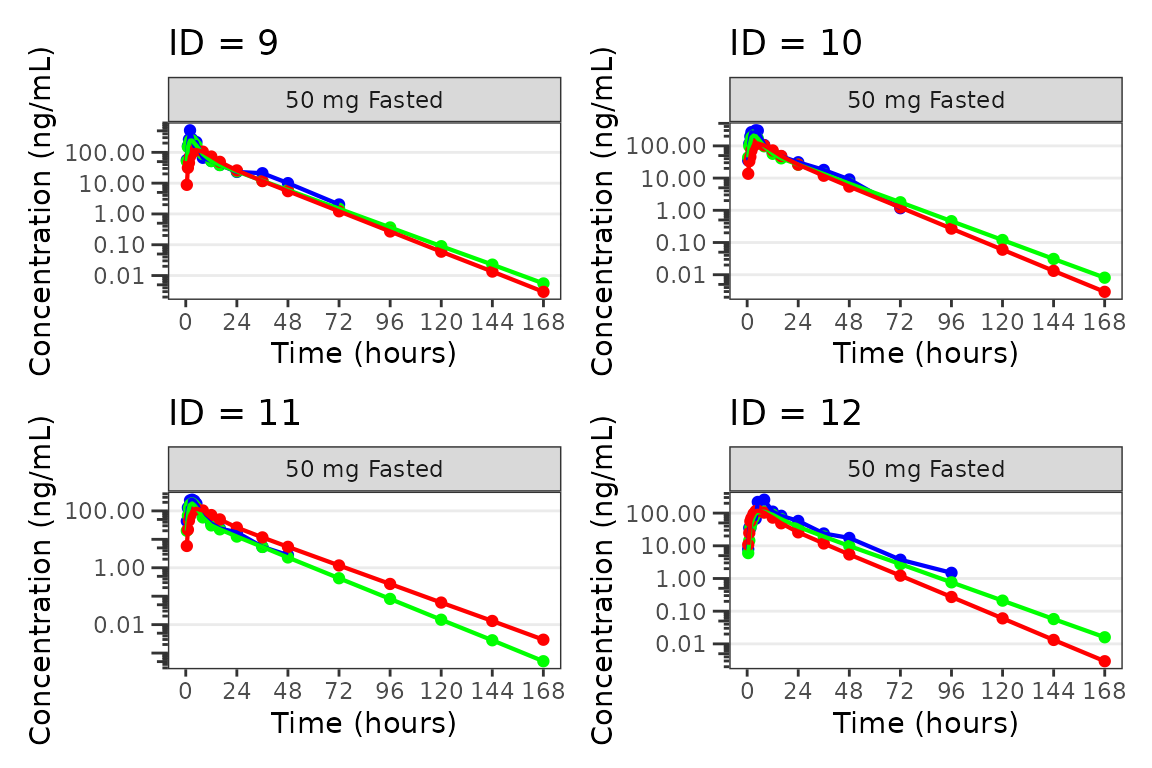 ID = 9
50 mg Fasted
Concentration (ng/mL)
100.00
10.00
1.00
0.10
0.01
0 24 48 72 96 120 144 168
Time (hours)
ID = 10
50 mg Fasted
Concentration (ng/mL)
100.00
10.00
1.00
0.10
0.01
0 24 48 72 96 120 144 168
Time (hours)
ID = 11
50 mg Fasted
Concentration (ng/mL)
100.00
1.00
0.01
0 24 48 72 96 120 144 168
Time (hours)
ID = 12
50 mg Fasted
Concentration (ng/mL)
100.00
10.00
1.00
0.10
0.01
0 24 48 72 96 120 144 168
Time (hours)